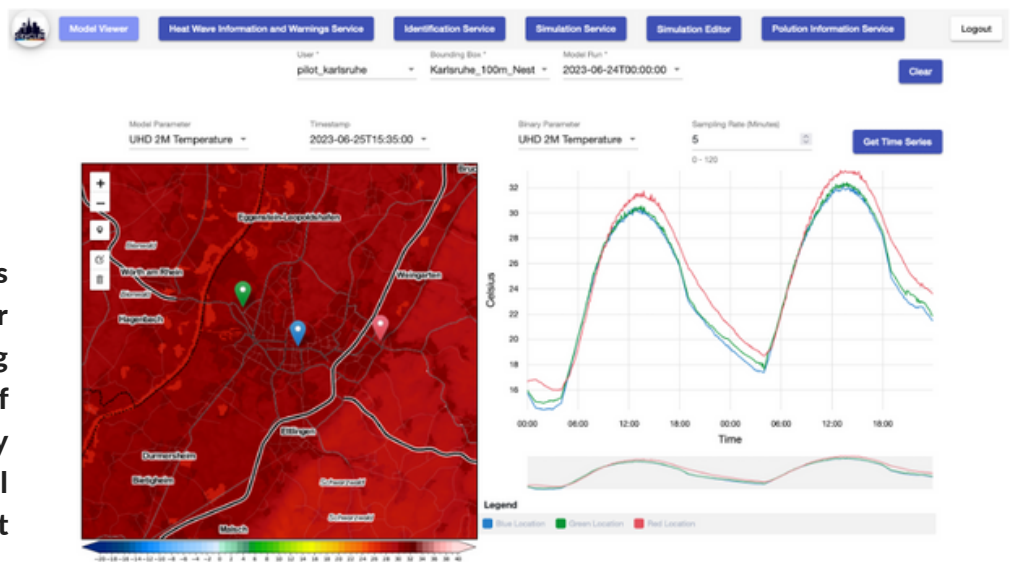 Model Viewer
Heat Wave Information and Warnings Service
Identification Service
Simulation Service
Simulation Editor
Polution Information Service
Logout
User *
Bounding Box *
Model Run *
pilot_karlsruhe
Karlsruhe_100m_Nest
2023-06-24T00:00:00
Clear
Model Parameter
Timestamp
Binary Parameter
Sampling Rate (Minutes)
UHD 2M Temperature
2023-06-25T15:35:00
UHD 2M Temperature
5
Get Time Series
0 - 120
s
r
g
f
y
l
t
+
−
Bruc
Eggenstein-Leopoldshafen
Bienwald
Wörth am Rhein
Weingarten
Bienwald
Hagenbach
Ettlingen
Durmersheim
Bietigheim
Schwarzwald
Schwarzwald
Malsch
32
30
28
26
24
22
20
18
16
Celsius
00:00 06:00 12:00 18:00 00:00 06:00 12:00 18:00
Time
Legend
Blue Location
Green Location
Red Location